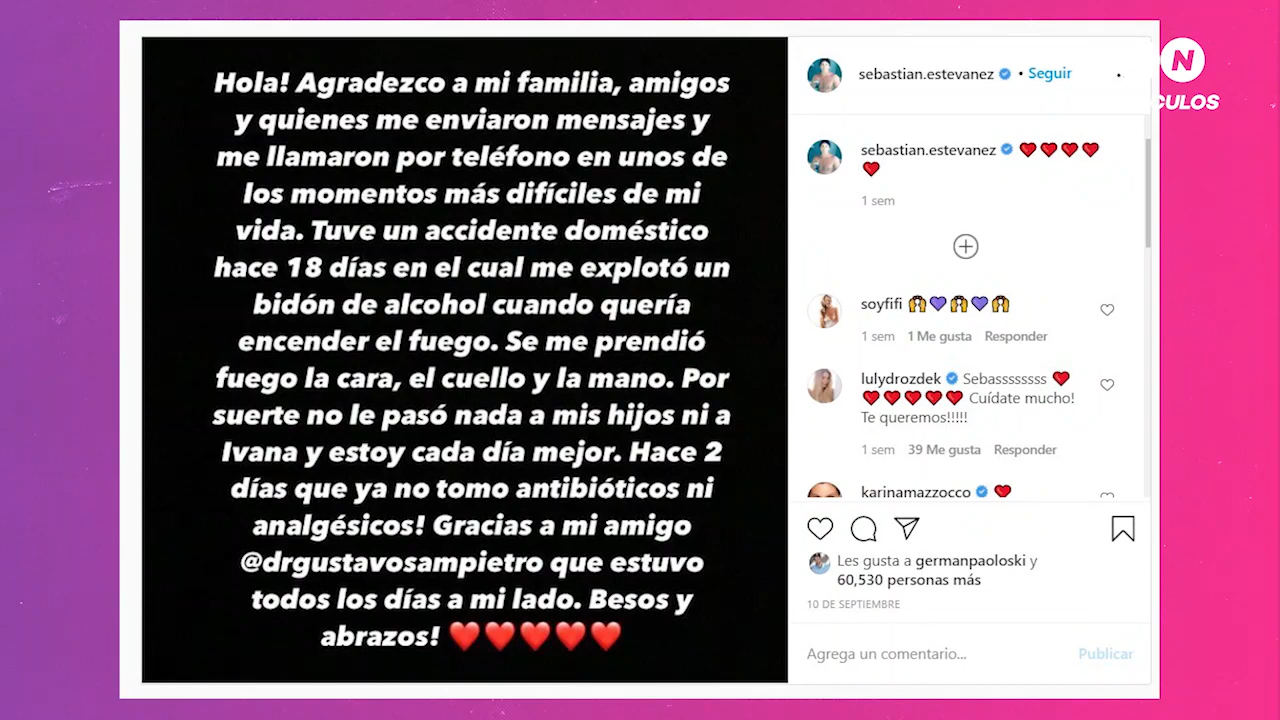 Hola! Agradezco a mi familia, amigos
y quienes me enviaron mensajes y
me llamaron por teléfono en unos de
los momentos más difíciles de mi
vida. Tuve un accidente doméstico
hace 18 días en el cual me explotó un
bidón de alcohol cuando quería
encender el fuego. Se me prendió
fuego la cara, el cuello y la mano. Por
suerte no le pasó nada a mis hijos ni a
Ivana y estoy cada día mejor. Hace 2
días que ya no tomo antibióticos ni
analgésicos! Gracias a mi amigo
@drgustavosampietro que estuvo
todos los días a mi lado. Besos y
abrazos! ❤️❤️❤️❤️❤️
sebastian.estevanez • Seguir
sebastian.estevanez ❤️❤️❤️❤️
❤️
1 sem
soyfifi 🙌💜🙌💜🙌
1 sem 1 Me gusta Responder
lulydrozdek Sebasssssss ❤️
❤️❤️❤️❤️❤️ Cuídate mucho!
Te queremos!!!!!
1 sem 39 Me gusta Responder
karinamazzocco ❤️
Les gusta a germanpaoloski y
60,530 personas más
10 DE SEPTIEMBRE
Agrega un comentario... Publicar
N
CULOS